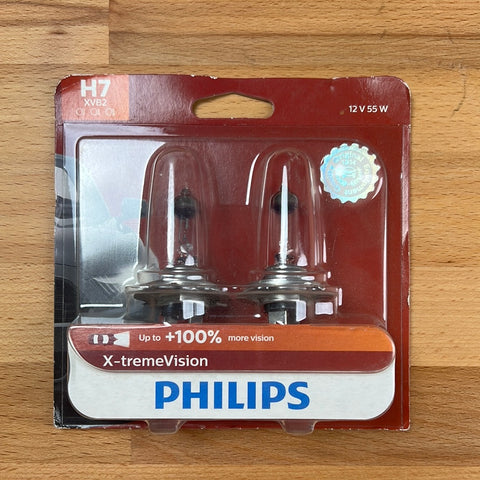 H7
XVB2
12 V 55 W
Up to +100% more vision
X-tremeVision
PHILIPS